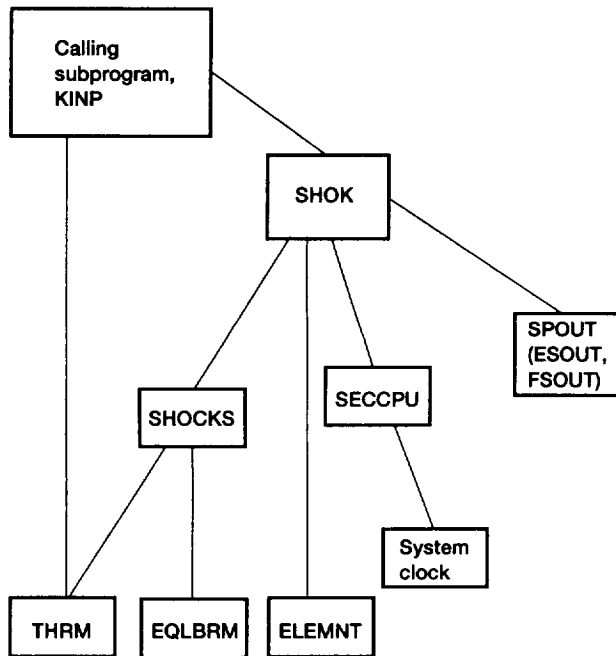 Calling
subprogram,
KINP
SHOK
SPOUT
(ESOUT,
FSOUT)
SHOCKS
SECCPU
System
clock
THRM
EQLBRM
ELEMNT